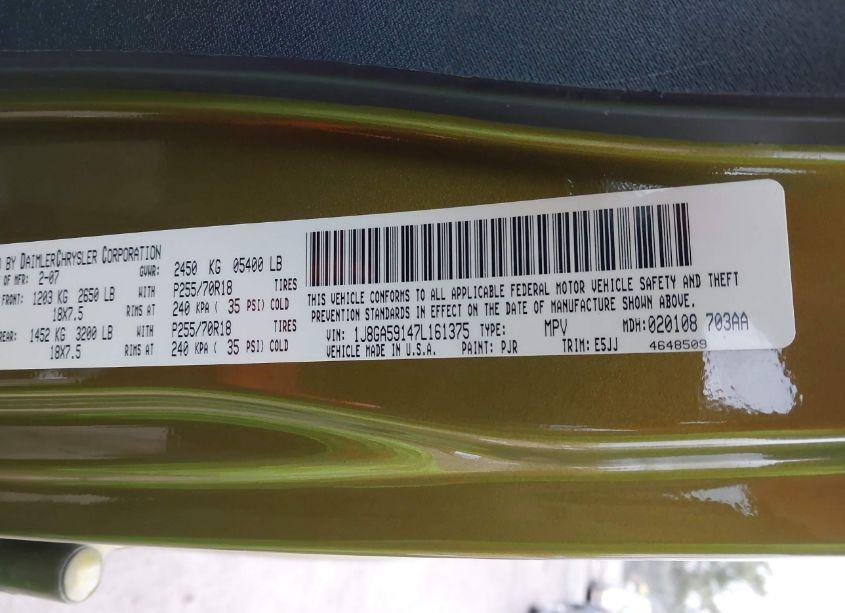 BY DAIMLERCHRYSLER CORPORATION
OF MFR: 2-07 GVWR: 2450 KG 05400 LB
FRONT: 1203 KG 2650 LB WITH P255/70R18 TIRES
18X7.5 RIMS AT 240 KPA ( 35 PSI) COLD
1452 KG 3200 LB WITH P255/70R18 TIRES
18X7.5 RIMS AT 240 KPA ( 35 PSI) COLD
THIS VEHICLE CONFORMS TO ALL APPLICABLE FEDERAL MOTOR VEHICLE SAFETY AND THEFT
PREVENTION STANDARDS IN EFFECT ON THE DATE OF MANUFACTURE SHOWN ABOVE.
VIN: 1J8GA59147L161375 TYPE: MPV MDH: 020108 703AA
VEHICLE MADE IN U.S.A. PAINT: PJR TRIM: E5JJ 4648509